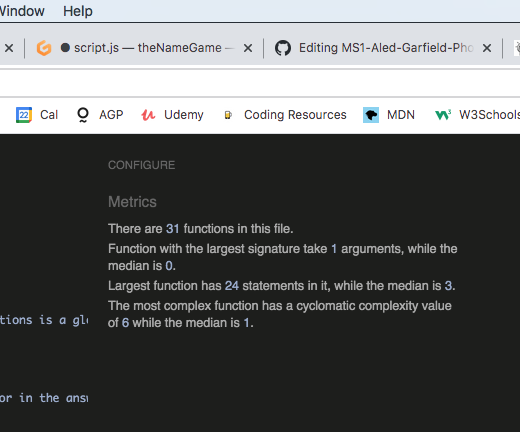 Window Help
script.js — theNameGame —
Editing MS1-Aled-Garfield-Pho
22 Cal AGP Udemy Coding Resources MDN W3Schools
CONFIGURE
Metrics
There are 31 functions in this file.
Function with the largest signature take 1 arguments, while the
median is 0.
Largest function has 24 statements in it, while the median is 3.
The most complex function has a cyclomatic complexity value
tions is a glo
of 6 while the median is 1.
or in the answ